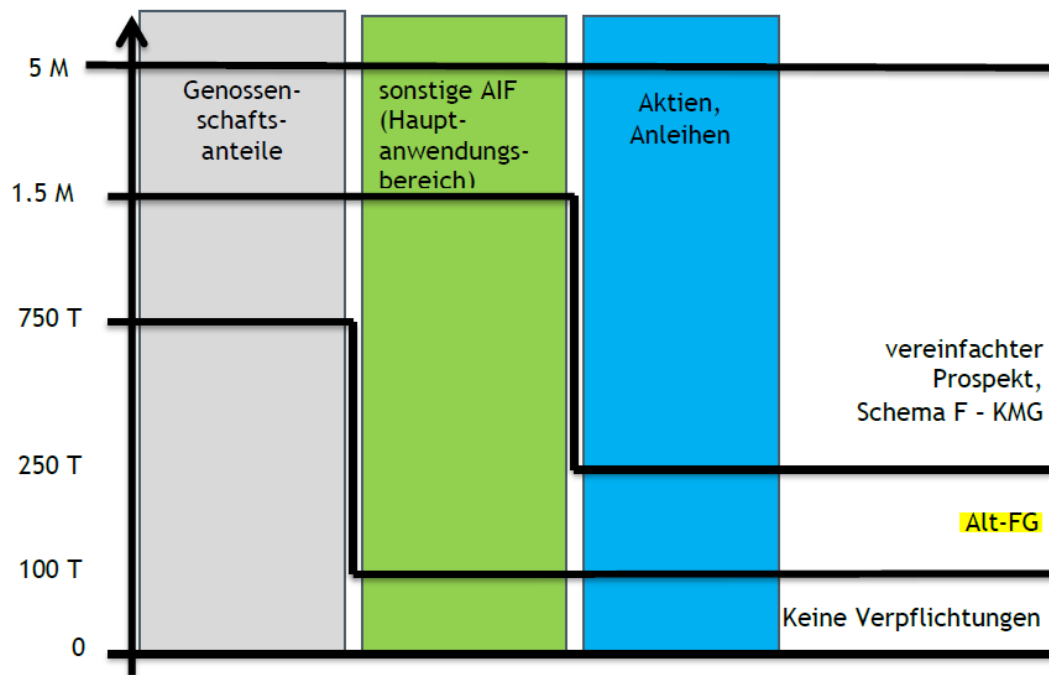 5 M
1.5 M
750 T
250 T
100 T
0
Genossen-
schafts-
anteile
sonstige AIF
(Haupt-
anwendungs-
bereich)
Aktien,
Anleihen
vereinfachter
Prospekt,
Schema F - KMG
Alt-FG
Keine Verpflichtungen